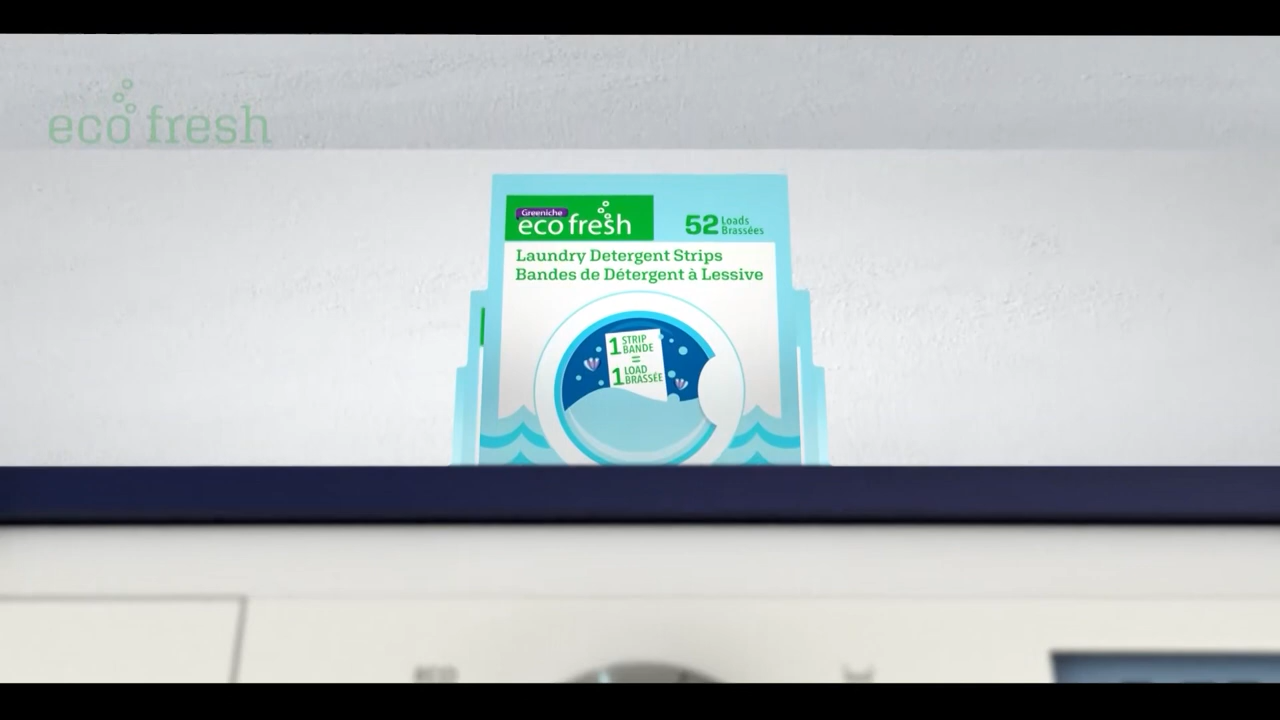 eco fresh
Greeniche
eco fresh
52 Loads
Brassées
Laundry Detergent Strips
Bandes de Détergent à Lessive
1 STRIP
BANDE
=
1 LOAD
BRASSÉE